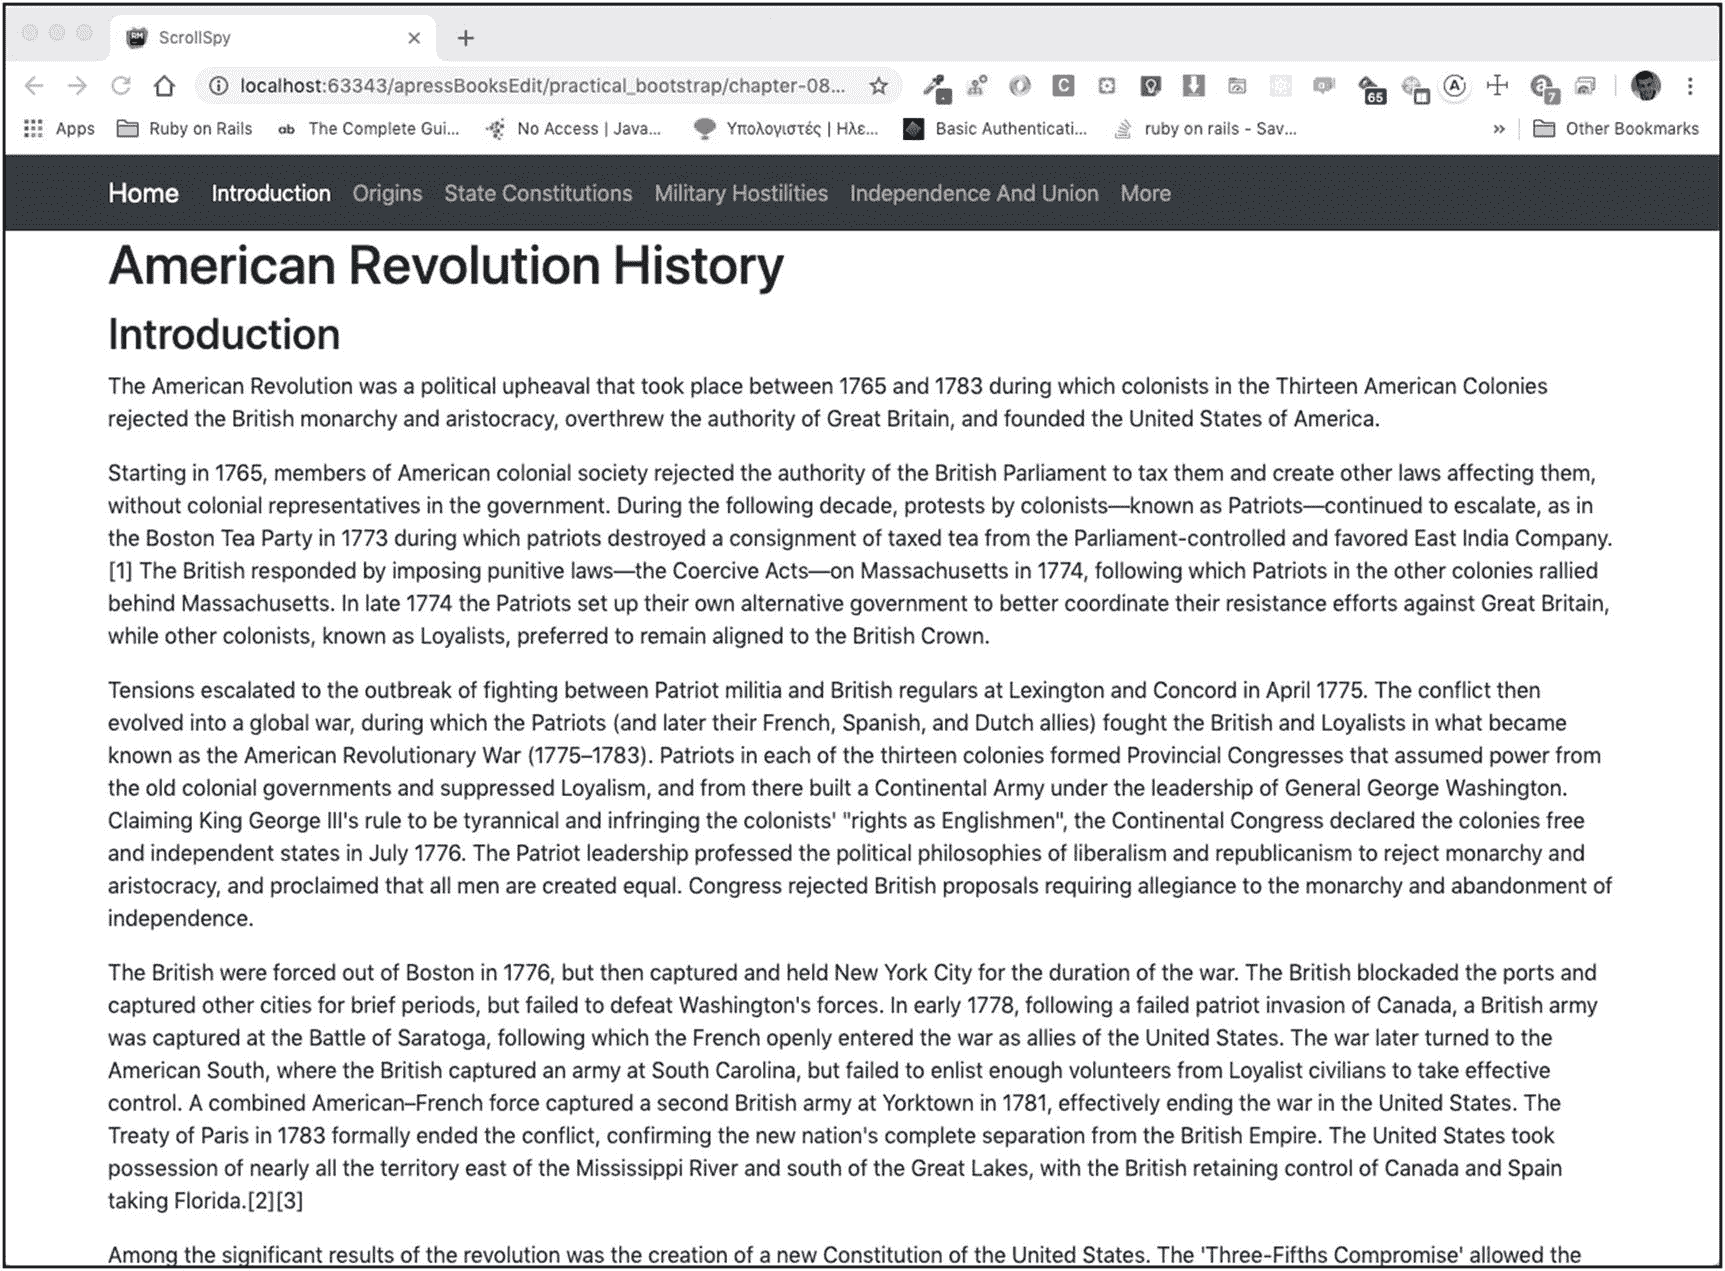 ScrollSpy
localhost:63343/apressBooksEdit/practical_bootstrap/chapter-08...
C
65
A
a
7
Apps
Ruby on Rails
ab The Complete Gui...
No Access | Java...
Υπολογιστές | Ηλε...
Basic Authenticati...
ruby on rails - Sav...
»
Other Bookmarks
Home Introduction Origins State Constitutions Military Hostilities Independence And Union More
American Revolution History
Introduction
The American Revolution was a political upheaval that took place between 1765 and 1783 during which colonists in the Thirteen American Colonies
rejected the British monarchy and aristocracy, overthrew the authority of Great Britain, and founded the United States of America.
Starting in 1765, members of American colonial society rejected the authority of the British Parliament to tax them and create other laws affecting them,
without colonial representatives in the government. During the following decade, protests by colonists—known as Patriots—continued to escalate, as in
the Boston Tea Party in 1773 during which patriots destroyed a consignment of taxed tea from the Parliament-controlled and favored East India Company.
[1] The British responded by imposing punitive laws—the Coercive Acts—on Massachusetts in 1774, following which Patriots in the other colonies rallied
behind Massachusetts. In late 1774 the Patriots set up their own alternative government to better coordinate their resistance efforts against Great Britain,
while other colonists, known as Loyalists, preferred to remain aligned to the British Crown.
Tensions escalated to the outbreak of fighting between Patriot militia and British regulars at Lexington and Concord in April 1775. The conflict then
evolved into a global war, during which the Patriots (and later their French, Spanish, and Dutch allies) fought the British and Loyalists in what became
known as the American Revolutionary War (1775–1783). Patriots in each of the thirteen colonies formed Provincial Congresses that assumed power from
the old colonial governments and suppressed Loyalism, and from there built a Continental Army under the leadership of General George Washington.
Claiming King George III's rule to be tyrannical and infringing the colonists' "rights as Englishmen", the Continental Congress declared the colonies free
and independent states in July 1776. The Patriot leadership professed the political philosophies of liberalism and republicanism to reject monarchy and
aristocracy, and proclaimed that all men are created equal. Congress rejected British proposals requiring allegiance to the monarchy and abandonment of
independence.
The British were forced out of Boston in 1776, but then captured and held New York City for the duration of the war. The British blockaded the ports and
captured other cities for brief periods, but failed to defeat Washington's forces. In early 1778, following a failed patriot invasion of Canada, a British army
was captured at the Battle of Saratoga, following which the French openly entered the war as allies of the United States. The war later turned to the
American South, where the British captured an army at South Carolina, but failed to enlist enough volunteers from Loyalist civilians to take effective
control. A combined American–French force captured a second British army at Yorktown in 1781, effectively ending the war in the United States. The
Treaty of Paris in 1783 formally ended the conflict, confirming the new nation's complete separation from the British Empire. The United States took
possession of nearly all the territory east of the Mississippi River and south of the Great Lakes, with the British retaining control of Canada and Spain
taking Florida.[2][3]
Among the significant results of the revolution was the creation of a new Constitution of the United States. The 'Three-Fifths Compromise' allowed the